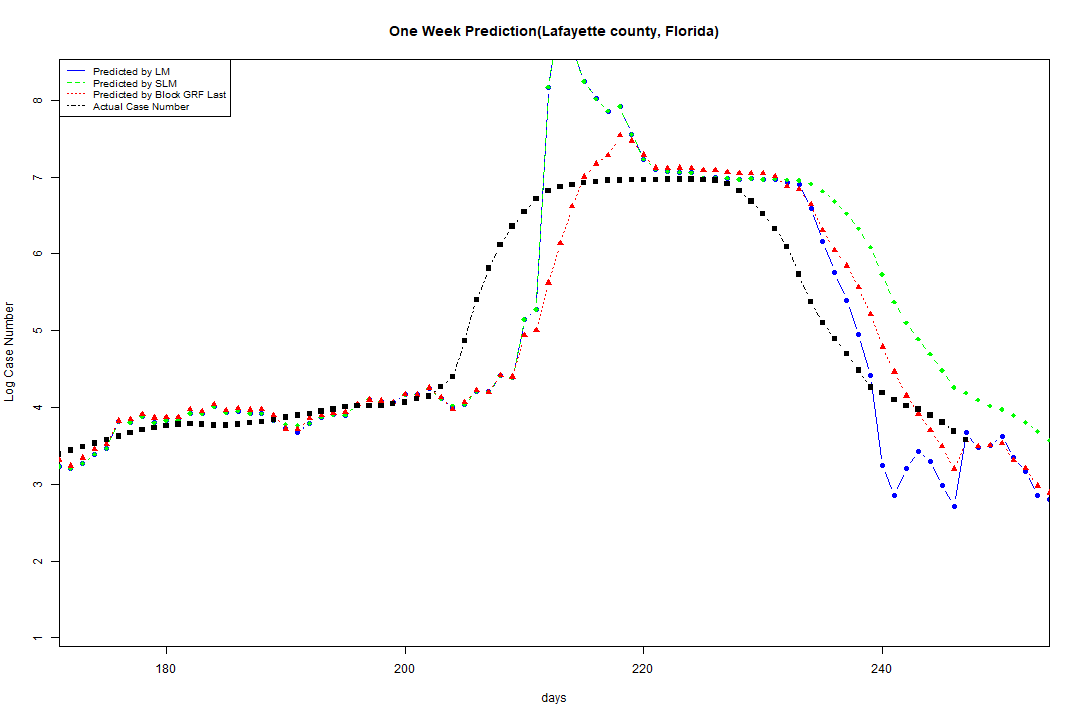 One Week Prediction(Lafayette county, Florida)
Predicted by LM
Predicted by SLM
Predicted by Block GRF Last
Actual Case Number
8
7
6
5
4
3
2
1
Log Case Number
180 200 220 240
days